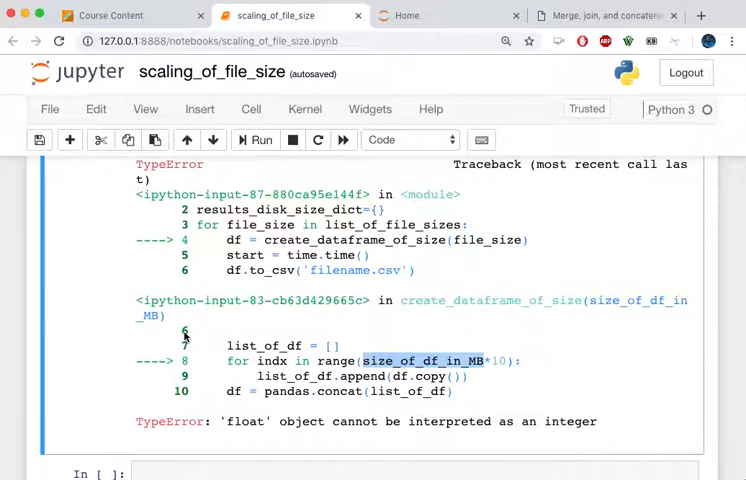 Course Content
scaling_of_file_size
Home
Merge, join, and concaten
127.0.0.1:8888/notebooks/scaling_of_file_size.ipynb
ABP
KB
jupyter scaling_of_file_size (autosaved)
Logout
File Edit View Insert Cell Kernel Widgets Help
Trusted
Python 3
Run
Code
TypeError Traceback (most recent call las
t)
<ipython-input-87-880ca95e144f> in <module>
2 results_disk_size_dict={}
3 for file_size in list_of_file_sizes:
----> 4 df = create_dataframe_of_size(file_size)
5 start = time.time()
6 df.to_csv('filename.csv')
<ipython-input-83-cb63d429665c> in create_dataframe_of_size(size_of_df_in
_MB)
6
7 list_of_df = []
----> 8 for indx in range(size_of_df_in_MB*10):
9 list_of_df.append(df.copy())
10 df = pandas.concat(list_of_df)
TypeError: 'float' object cannot be interpreted as an integer
In [ ]: